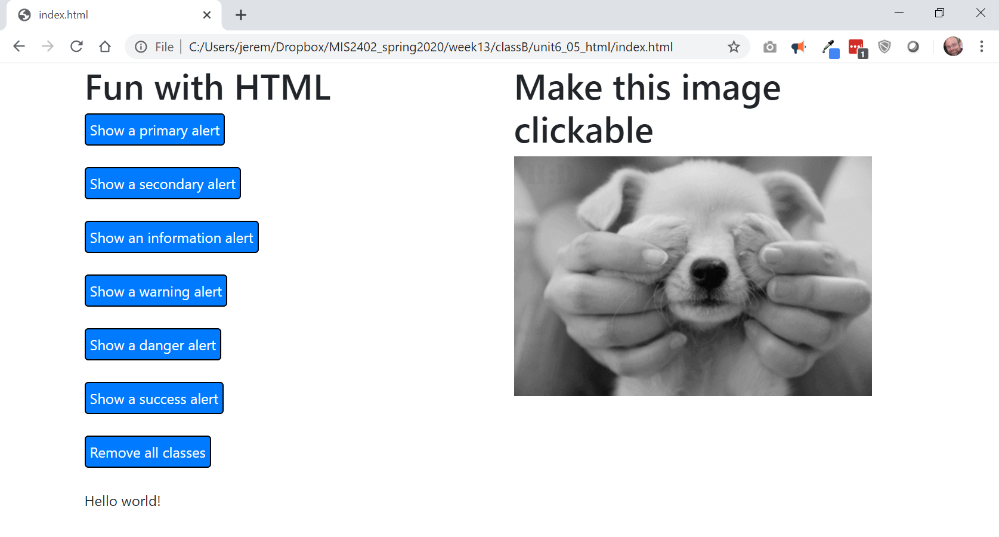 index.html
File
C:/Users/jerem/Dropbox/MIS2402_spring2020/week13/classB/unit6_05_html/index.html
1
Fun with HTML
Show a primary alert
Show a secondary alert
Show an information alert
Show a warning alert
Show a danger alert
Show a success alert
Remove all classes
Hello world!
Make this image
clickable